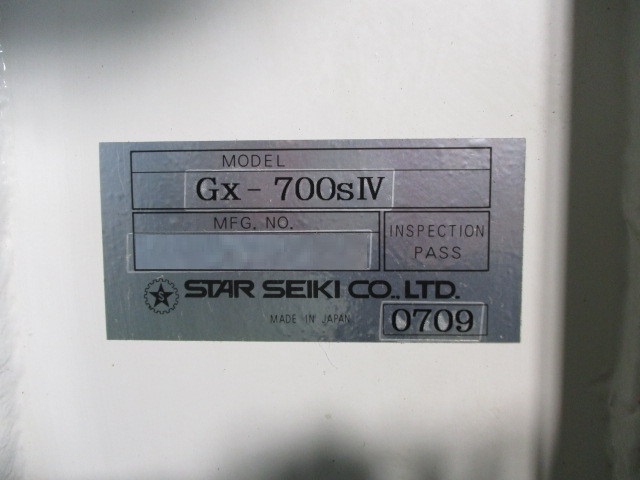 MODEL
Gx - 700sIV
MFG. NO.
INSPECTION
PASS
STAR SEIKI CO., LTD.
MADE IN JAPAN
0709